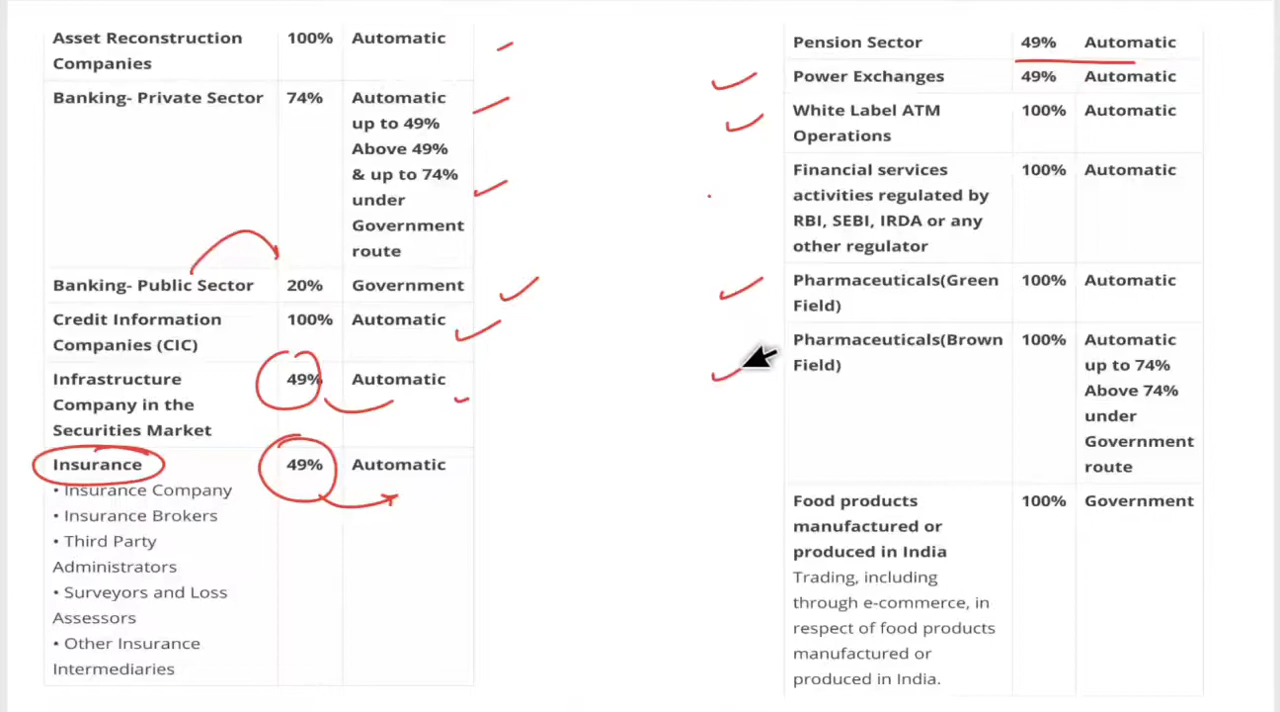 Asset Reconstruction 100% Automatic
Companies
Banking- Private Sector 74% Automatic
up to 49%
Above 49%
& up to 74%
under
Government
route
Banking- Public Sector 20% Government
Credit Information 100% Automatic
Companies (CIC)
Infrastructure 49% Automatic
Company in the
Securities Market
Insurance 49% Automatic
• Insurance Company
• Insurance Brokers
• Third Party
Administrators
• Surveyors and Loss
Assessors
• Other Insurance
Intermediaries
Pension Sector 49% Automatic
Power Exchanges 49% Automatic
White Label ATM 100% Automatic
Operations
Financial services 100% Automatic
activities regulated by
RBI, SEBI, IRDA or any
other regulator
Pharmaceuticals(Green 100% Automatic
Field)
Pharmaceuticals(Brown 100% Automatic
Field) up to 74%
Above 74%
under
Government
route
Food products 100% Government
manufactured or
produced in India
Trading, including
through e-commerce, in
respect of food products
manufactured or
produced in India.